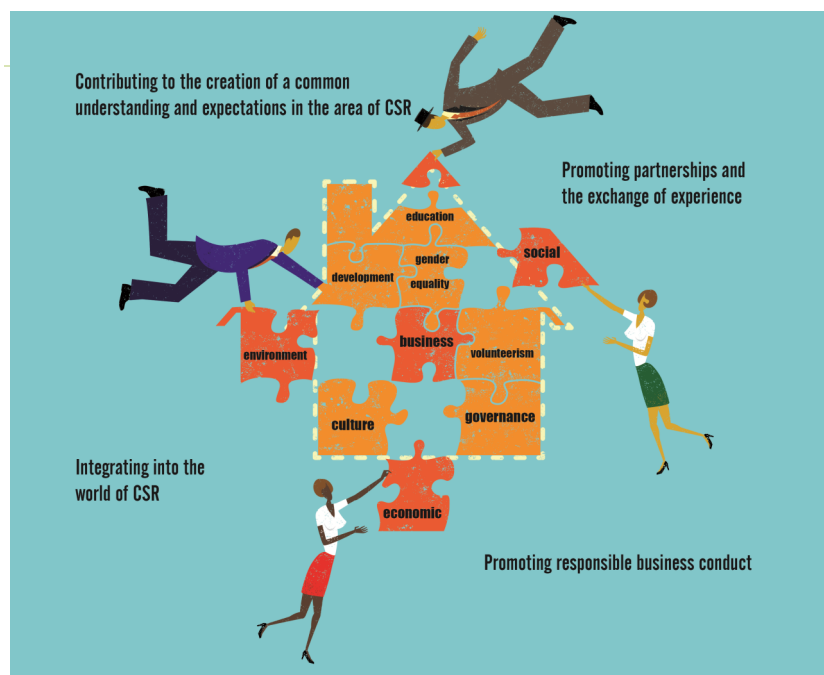 Contributing to the creation of a common
understanding and expectations in the area of CSR
Promoting partnerships and
the exchange of experience
education
social
gender
equality
development
business
environment
volunteerism
culture
governance
Integrating into the
world of CSR
economic
Promoting responsible business conduct